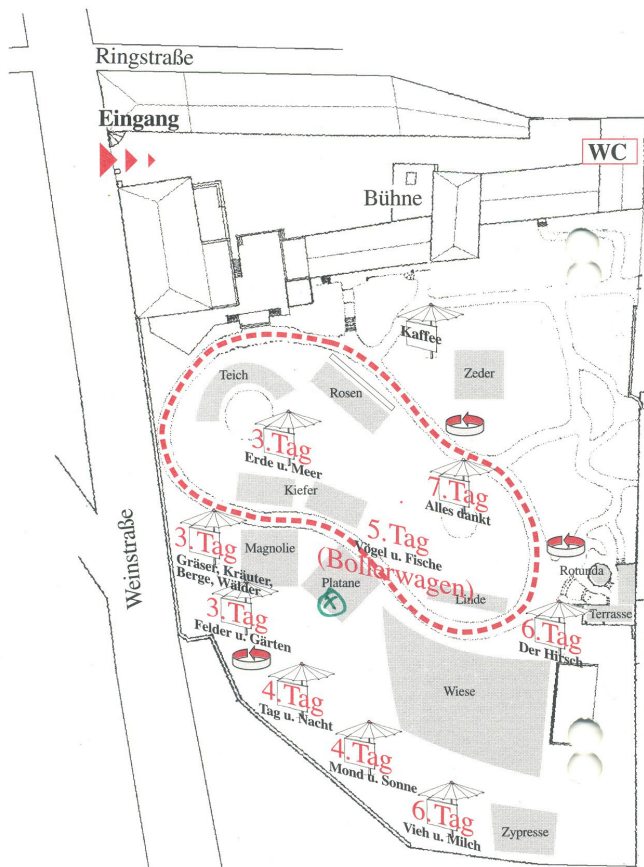 Ringstraße
Eingang
WC
Bühne
Kaffee
Zeder
Teich
Rosen
3.Tag
Erde u. Meer
7.Tag
Alles dankt
Kiefer
3.Tag
Gräser, Kräuter,
Berge, Wälder
Magnolie
5.Tag
Vögel u. Fische
(Bollerwagen)
Platane
Linde
Rotunda
Terrasse
6.Tag
Der Hirsch
Weinstraße
3.Tag
Felder u. Gärten
4.Tag
Tag u. Nacht
Wiese
4.Tag
Mond u. Sonne
6.Tag
Vieh u. Milch
Zypresse